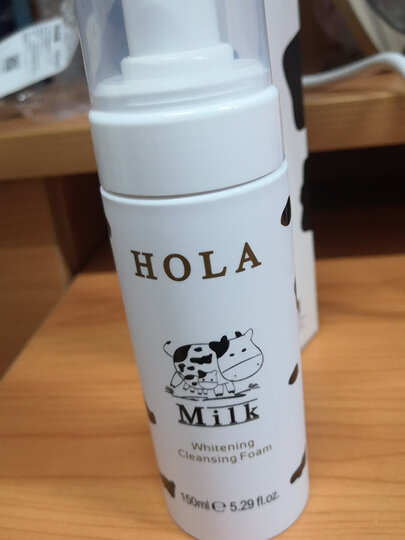 HOLA
Milk
Whitening
Cleansing Foam
150ml ℮ 5.29 fl.oz.